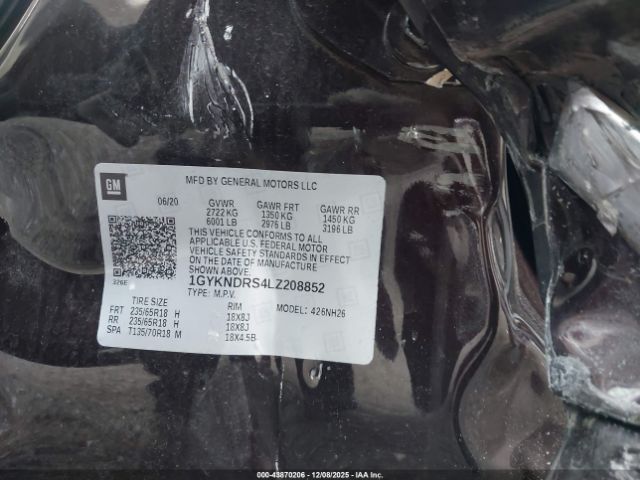 GM
MFD BY GENERAL MOTORS LLC
06/20 GVWR GAWR FRT GAWR RR
2722 KG 1350 KG 1450 KG
6001 LB 2976 LB 3196 LB
THIS VEHICLE CONFORMS TO ALL
APPLICABLE U.S. FEDERAL MOTOR
VEHICLE SAFETY STANDARDS IN EFFECT
ON THE DATE OF MANUFACTURE
SHOWN ABOVE.
326E 1GYKNDRS4LZ208852
TYPE: M.P.V.
TIRE SIZE RIM MODEL: 426NH26
FRT 235/65R18 H 18X8J
RR 235/65R18 H 18X8J
SPA T135/70R18 M 18X4.5B
00-43870206 - 12/08/2025 - IAA Inc.